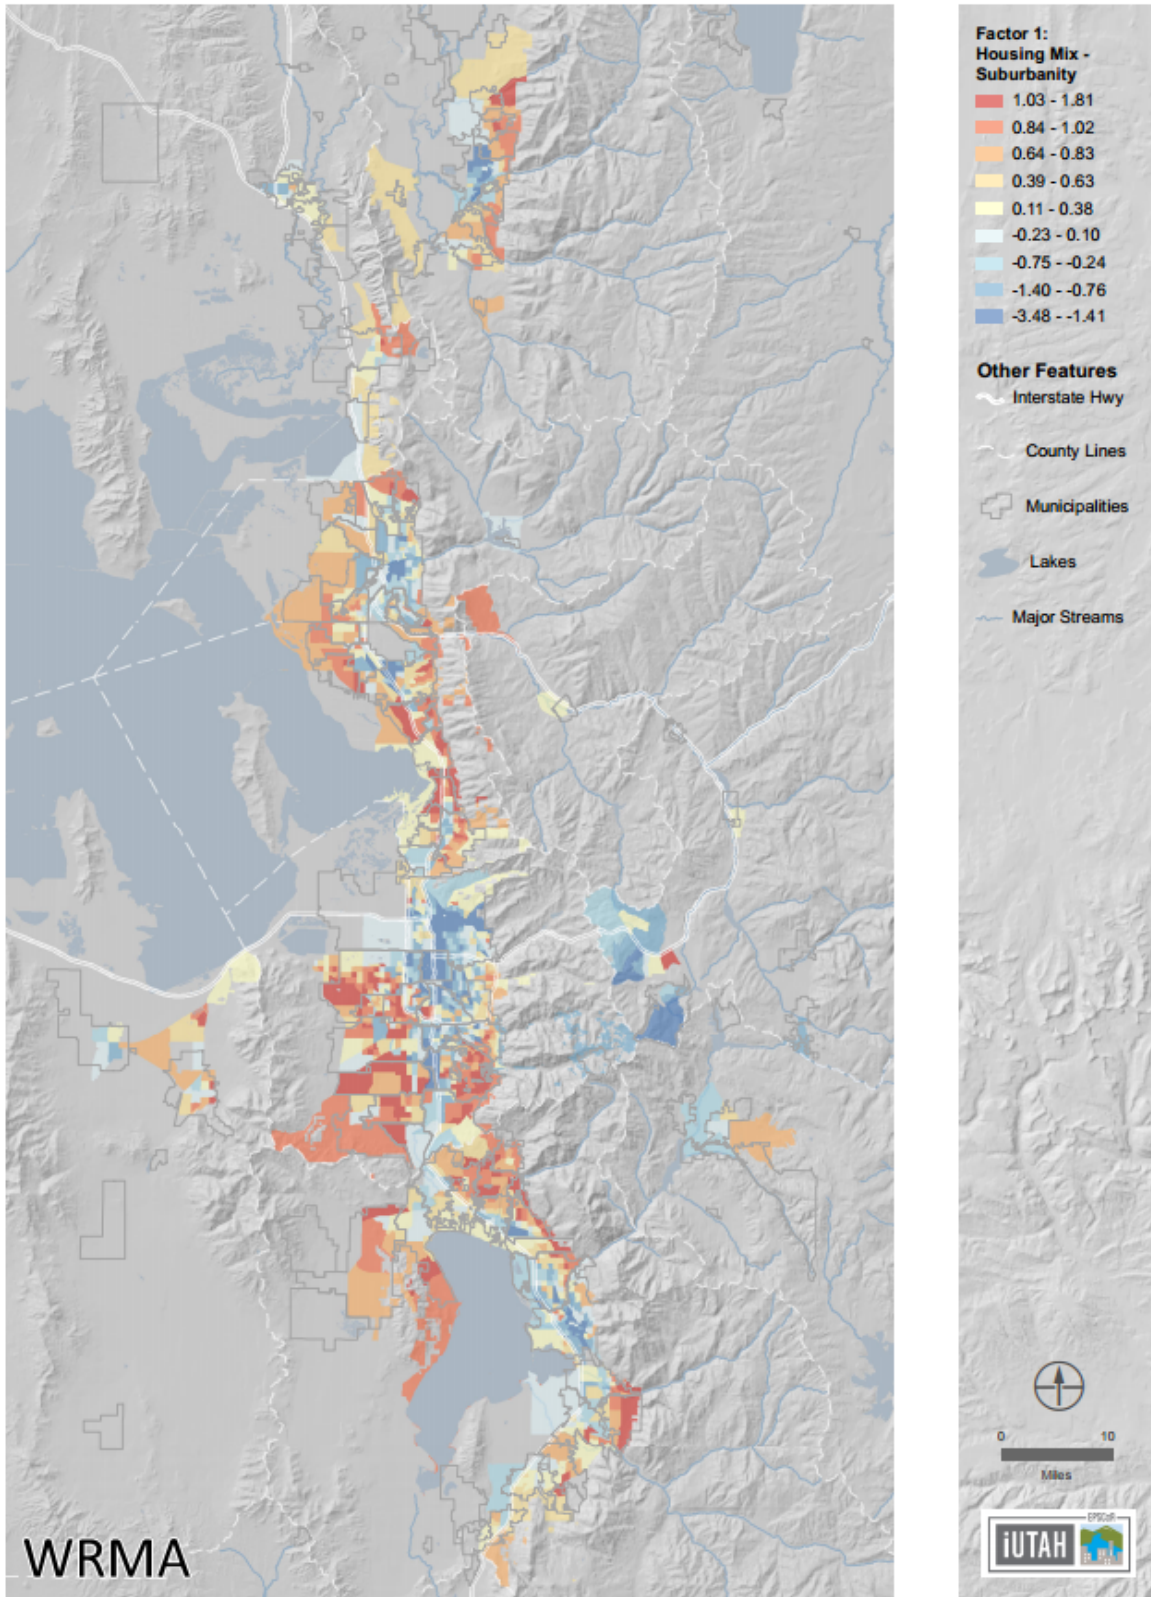 Factor 1:
Housing Mix -
Suburbanity
1.03 - 1.81
0.84 - 1.02
0.64 - 0.83
0.39 - 0.63
0.11 - 0.38
-0.23 - 0.10
-0.75 - -0.24
-1.40 - -0.76
-3.48 - -1.41
Other Features
Interstate Hwy
County Lines
Municipalities
Lakes
Major Streams
0 10
Miles
EPSCoR
iUTAH
WRMA